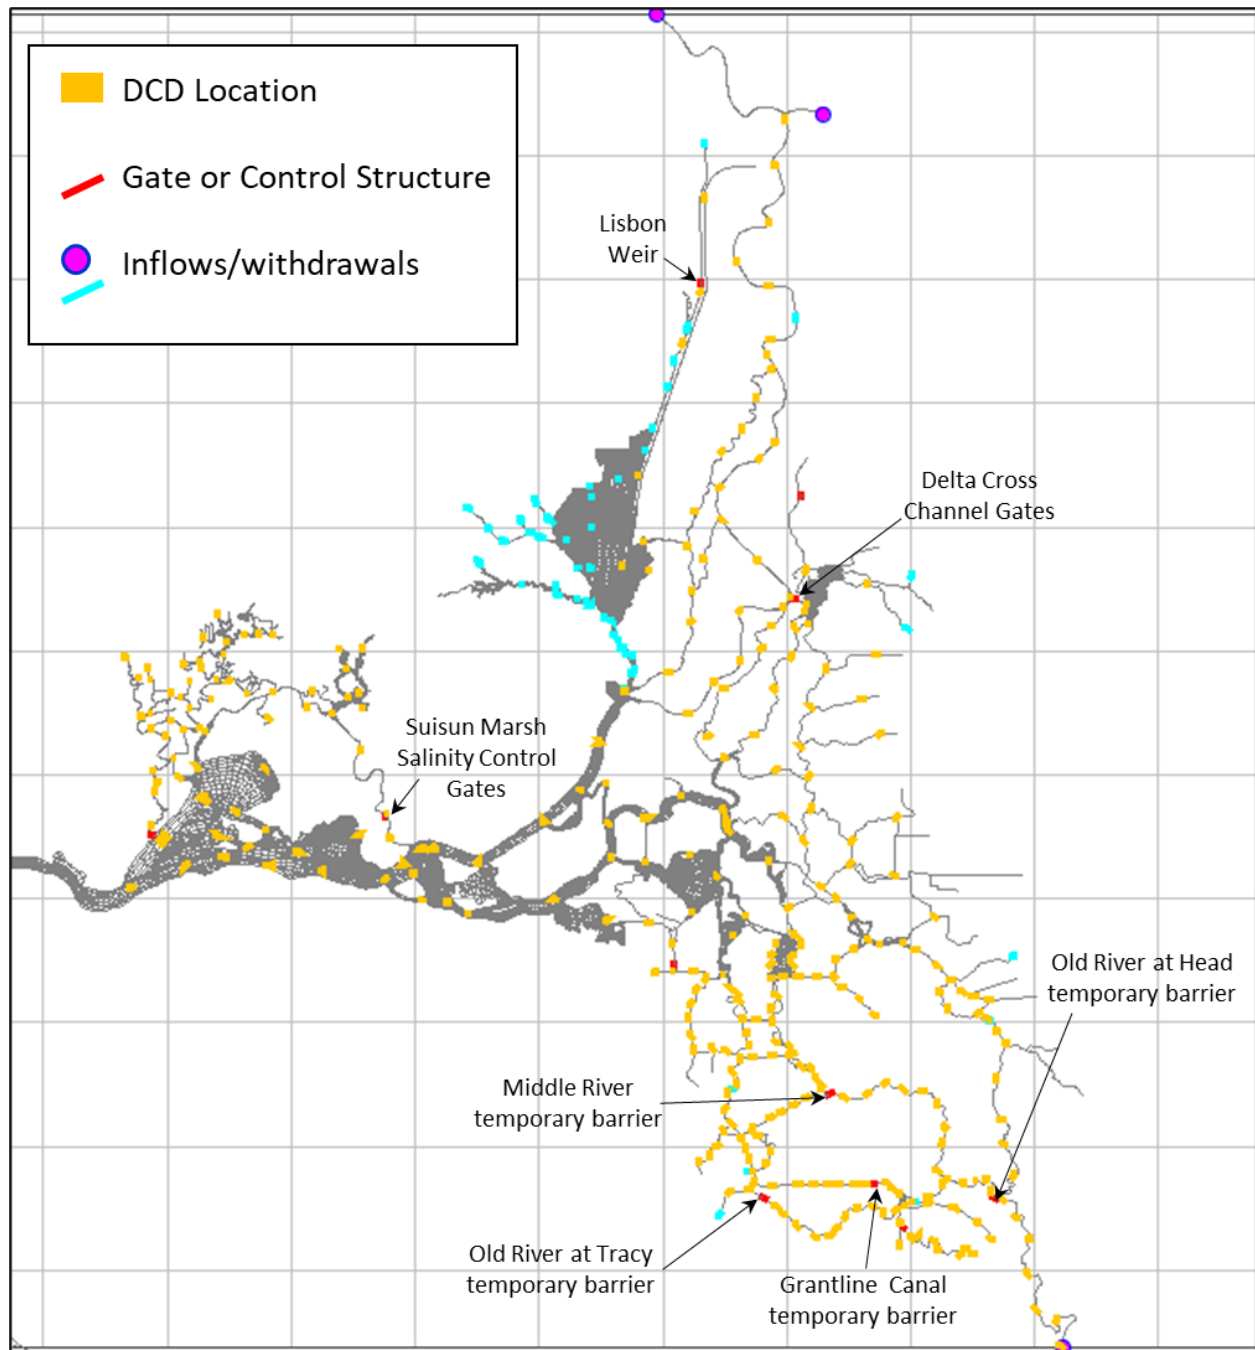 DCD Location
Gate or Control Structure
Inflows/withdrawals
Lisbon
Weir
Delta Cross
Channel Gates
Suisun Marsh
Salinity Control
Gates
Old River at Head
temporary barrier
Middle River
temporary barrier
Old River at Tracy
temporary barrier
Grantline Canal
temporary barrier